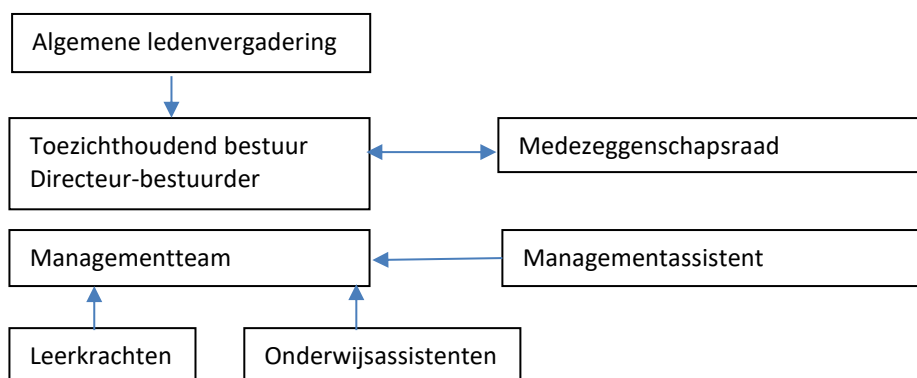 Algemene ledenvergadering
Toezichthoudend bestuur
Directeur-bestuurder
Medezeggenschapsraad
Managementteam
Managementassistent
Leerkrachten
Onderwijsassistenten